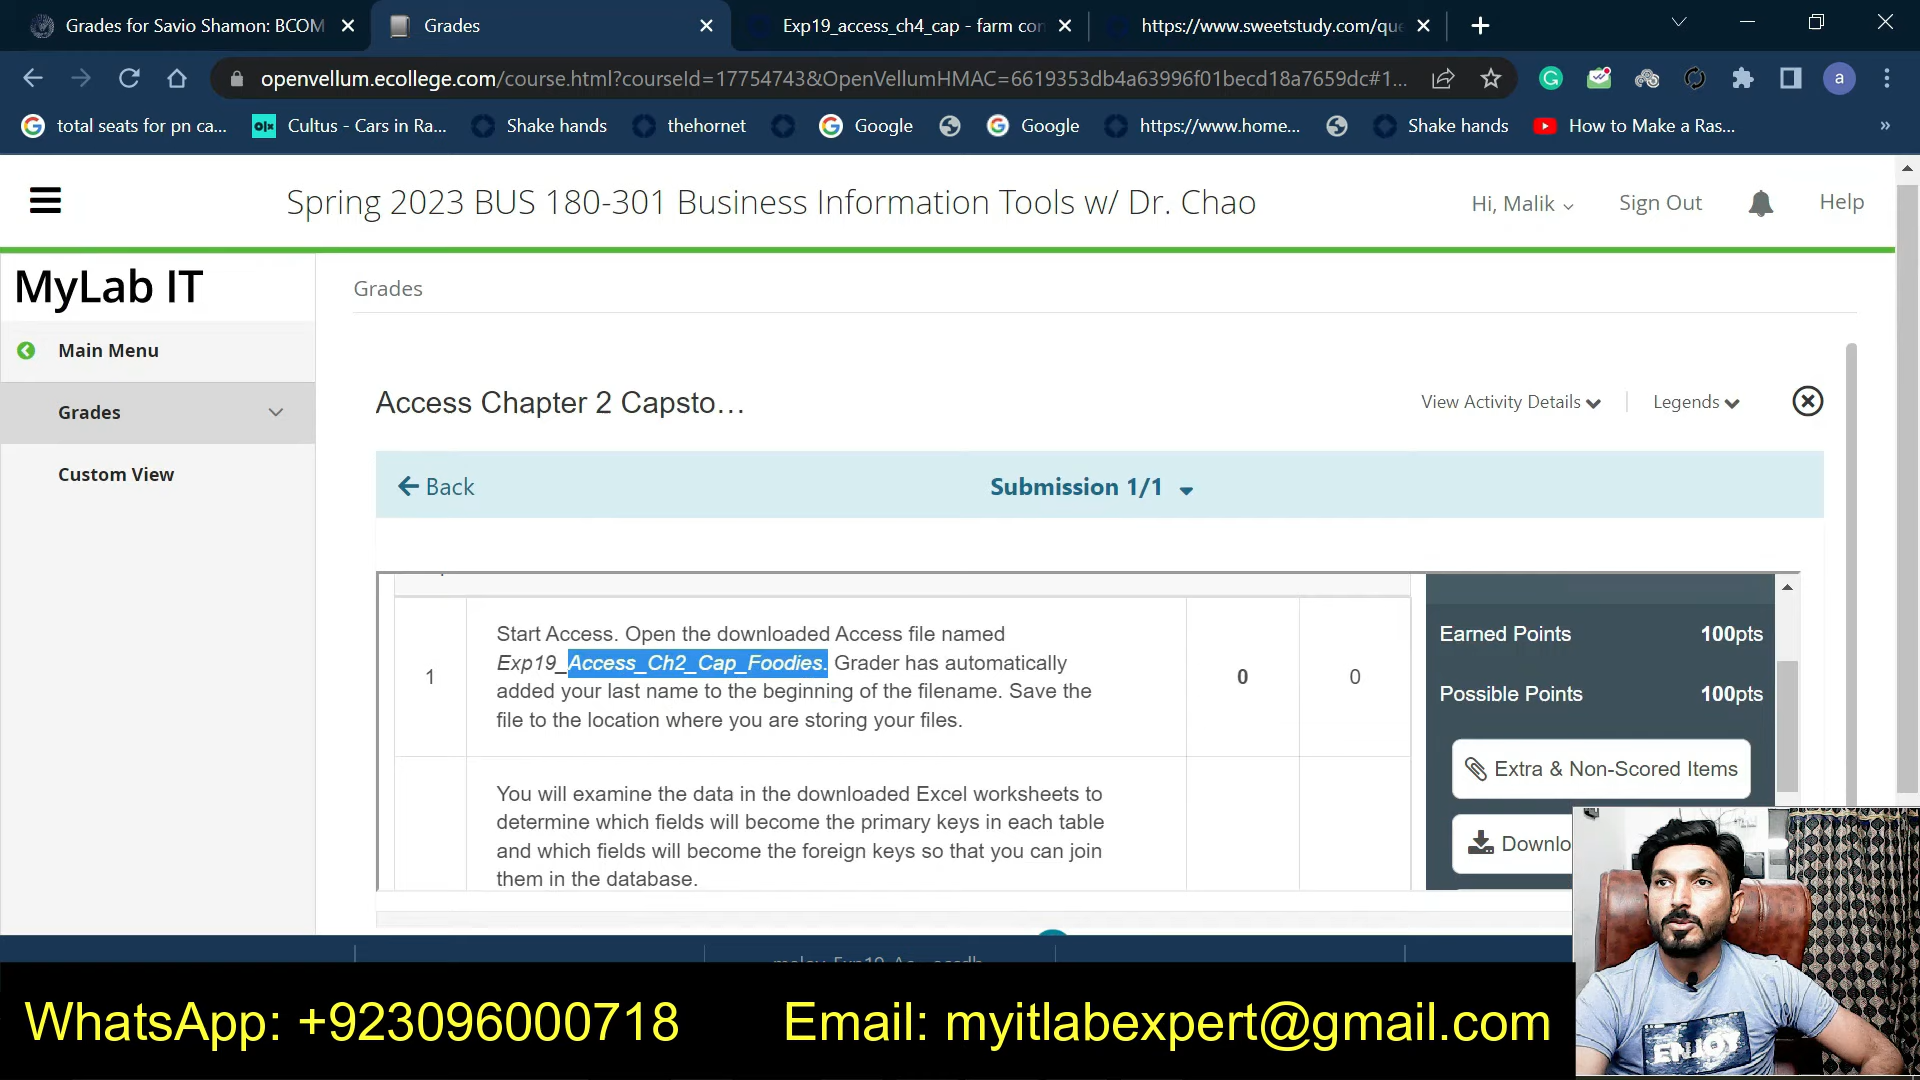 Grades for Savio Shamon: BCOM
Grades
Exp19_access_ch4_cap - farm con
https://www.sweetstudy.com/que
openvellum.ecollege.com/course.html?courseId=17754743&OpenVellumHMAC=6619353db4a63996f01becd18a7659dc#1...
a
total seats for pn ca...
olx
Cultus - Cars in Ra...
Shake hands
thehornet
Google
Google
https://www.home...
Shake hands
How to Make a Ras...
»
Spring 2023 BUS 180-301 Business Information Tools w/ Dr. Chao
Hi, Malik
Sign Out
Help
MyLab IT
Main Menu
Grades
Custom View
Grades
Access Chapter 2 Capsto...
View Activity Details
Legends
Back
Submission 1/1
1
Start Access. Open the downloaded Access file named
Exp19_Access_Ch2_Cap_Foodies. Grader has automatically
added your last name to the beginning of the filename. Save the
file to the location where you are storing your files.
0
0
You will examine the data in the downloaded Excel worksheets to
determine which fields will become the primary keys in each table
and which fields will become the foreign keys so that you can join
them in the database.
Earned Points 100pts
Possible Points 100pts
Extra & Non-Scored Items
Downlo
WhatsApp: +923096000718
Email: myitlabexpert@gmail.com
ENJOY